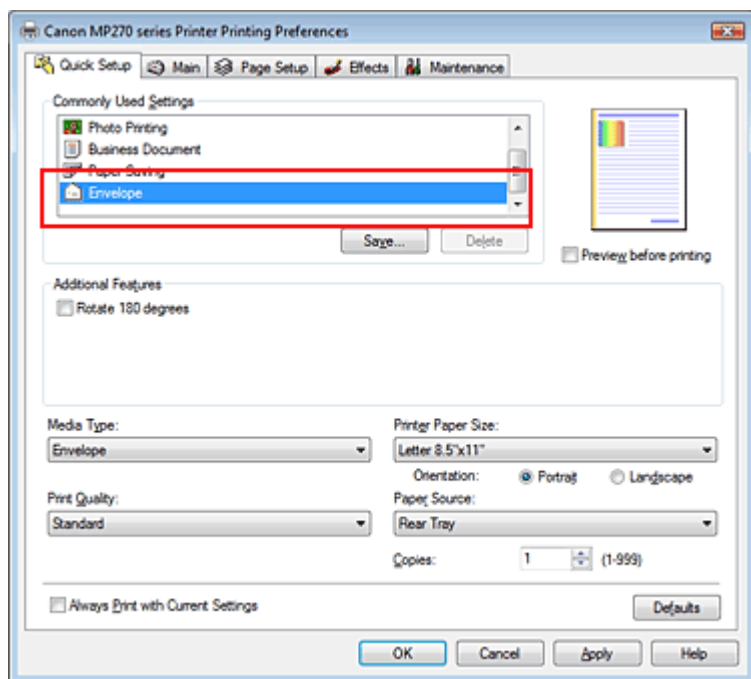 Canon MP270 series Printer Printing Preferences
Quick Setup Main Page Setup Effects Maintenance
Commonly Used Settings
Photo Printing
Business Document
Paper Saving
Envelope
Save... Delete
Preview before printing
Additional Features
Rotate 180 degrees
Media Type: Printer Paper Size:
Envelope Letter 8.5"x11"
Orientation: Portrait Landscape
Print Quality: Paper Source:
Standard Rear Tray
Copies: 1 (1-999)
Always Print with Current Settings Defaults
OK Cancel Apply Help